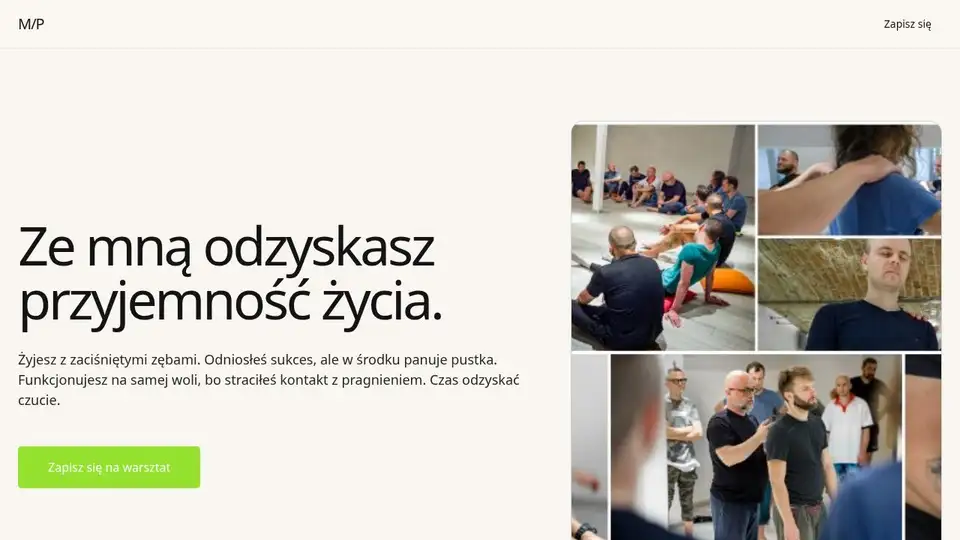 M/P
Zapisz się
Ze mną odzyskasz
przyjemność życia.
Żyjesz z zaciśniętymi zębami. Odniosłeś sukces, ale w środku panuje pustka.
Funkcjonujesz na samej woli, bo straciłeś kontakt z pragnieniem. Czas odzyskać
czucie.
Zapisz się na warsztat